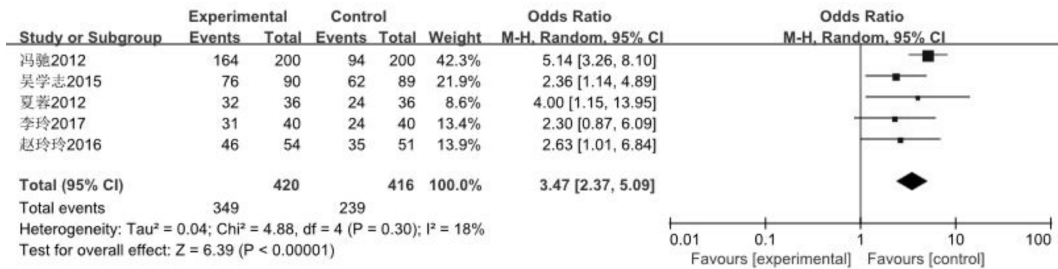 Experimental Control Odds Ratio Odds Ratio
Study or Subgroup Events Total Events Total Weight M-H, Random, 95% CI M-H, Random, 95% CI
冯驰2012 164 200 94 200 42.3% 5.14 [3.26, 8.10]
吴学志2015 76 90 62 89 21.9% 2.36 [1.14, 4.89]
夏蓉2012 32 36 24 36 8.6% 4.00 [1.15, 13.95]
李玲2017 31 40 24 40 13.4% 2.30 [0.87, 6.09]
赵玲玲2016 46 54 35 51 13.9% 2.63 [1.01, 6.84]
Total (95% CI) 420 416 100.0% 3.47 [2.37, 5.09]
Total events 349 239
Heterogeneity: Tau² = 0.04; Chi² = 4.88, df = 4 (P = 0.30); I² = 18%
Test for overall effect: Z = 6.39 (P < 0.00001)
0.01 0.1 1 10 100
Favours [experimental] Favours [control]